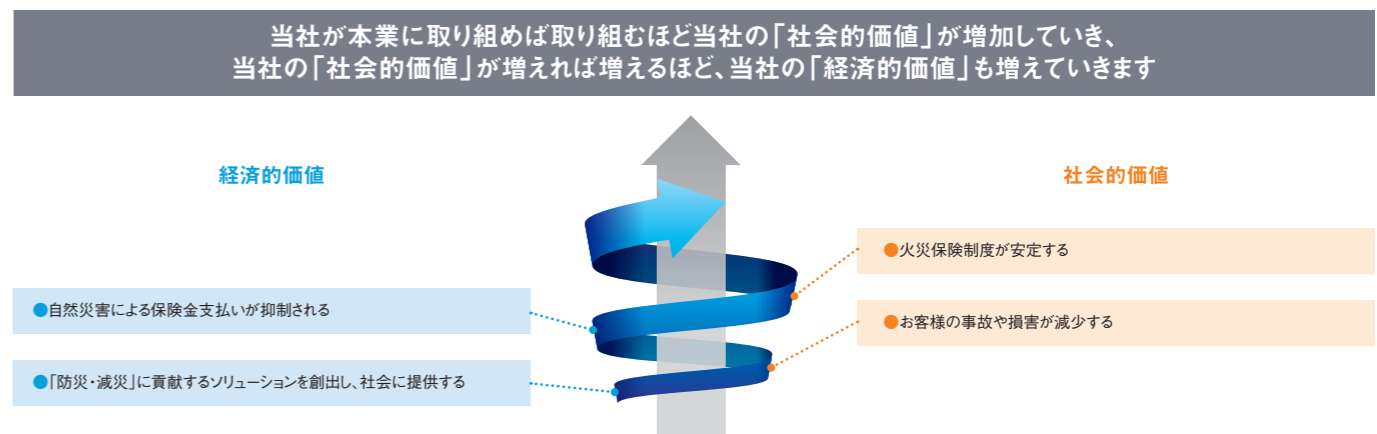 当社が本業に取り組めば取り組むほど当社の「社会的価値」が増加していき、
当社の「社会的価値」が増えれば増えるほど、当社の「経済的価値」も増えていきます
経済的価値
社会的価値
●火災保険制度が安定する
●自然災害による保険金支払いが抑制される
●お客様の事故や損害が減少する
●「防災・減災」に貢献するソリューションを創出し、社会に提供する